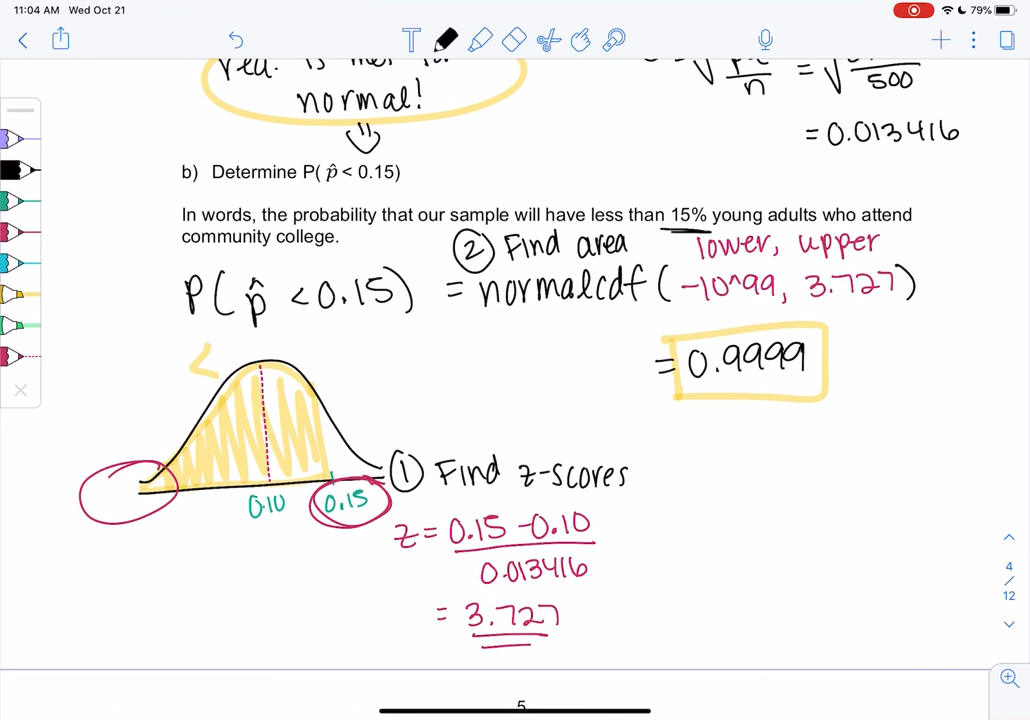 11:04 AM Wed Oct 21
79%
T
is
normal!
n
=
500
= 0.013416
b) Determine P( p̂ < 0.15)
In words, the probability that our sample will have less than 15% young adults who attend
community college.
② Find area
lower, upper
P( p̂ < 0.15) = normalcdf (-10^99, 3.727)
= 0.9999
<
0.10
0.15
① Find z-scores
z = 0.15 - 0.10
0.013416
= 3.727
4
/
12
5